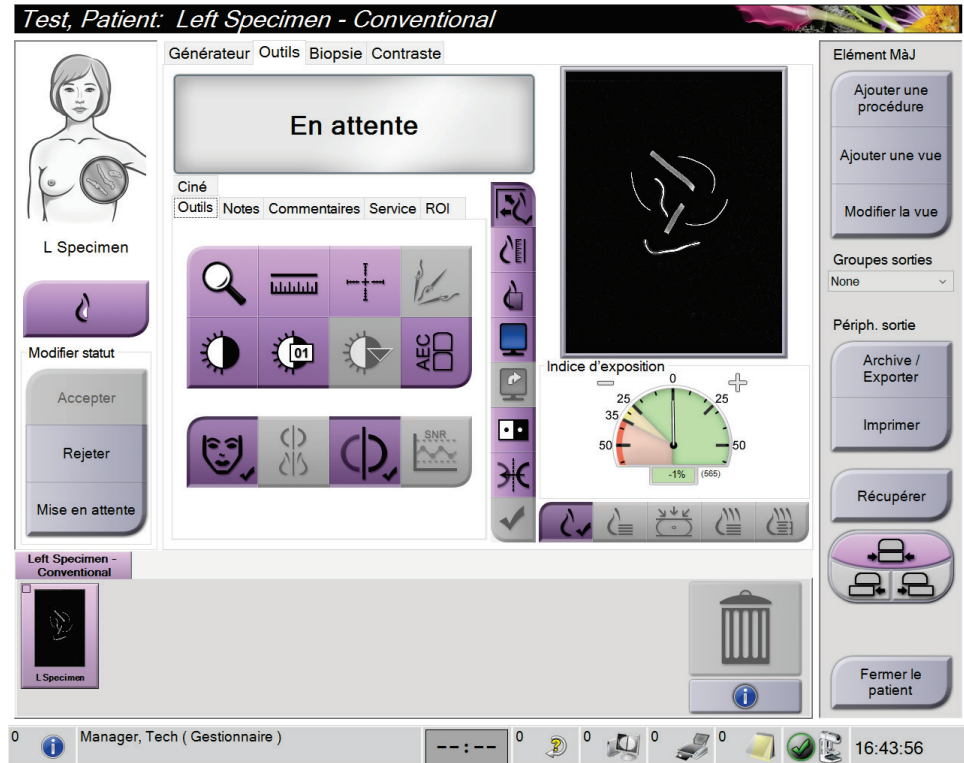 Test, Patient: Left Specimen - Conventional
Générateur Outils Biopsie Contraste
En attente
Ciné
Outils Notes Commentaires Service ROI
01
AEC
SNR
L Specimen
Modifier statut
Accepter
Rejeter
Mise en attente
Indice d'exposition
0
25 25
35
50 50
-1% (565)
Elément MàJ
Ajouter une
procédure
Ajouter une vue
Modifier la vue
Groupes sorties
None
Périph. sortie
Archive /
Exporter
Imprimer
Récupérer
Fermer le
patient
Left Specimen -
Conventional
L Specimen
0 Manager, Tech ( Gestionnaire ) --:-- 0 0 0 0 16:43:56